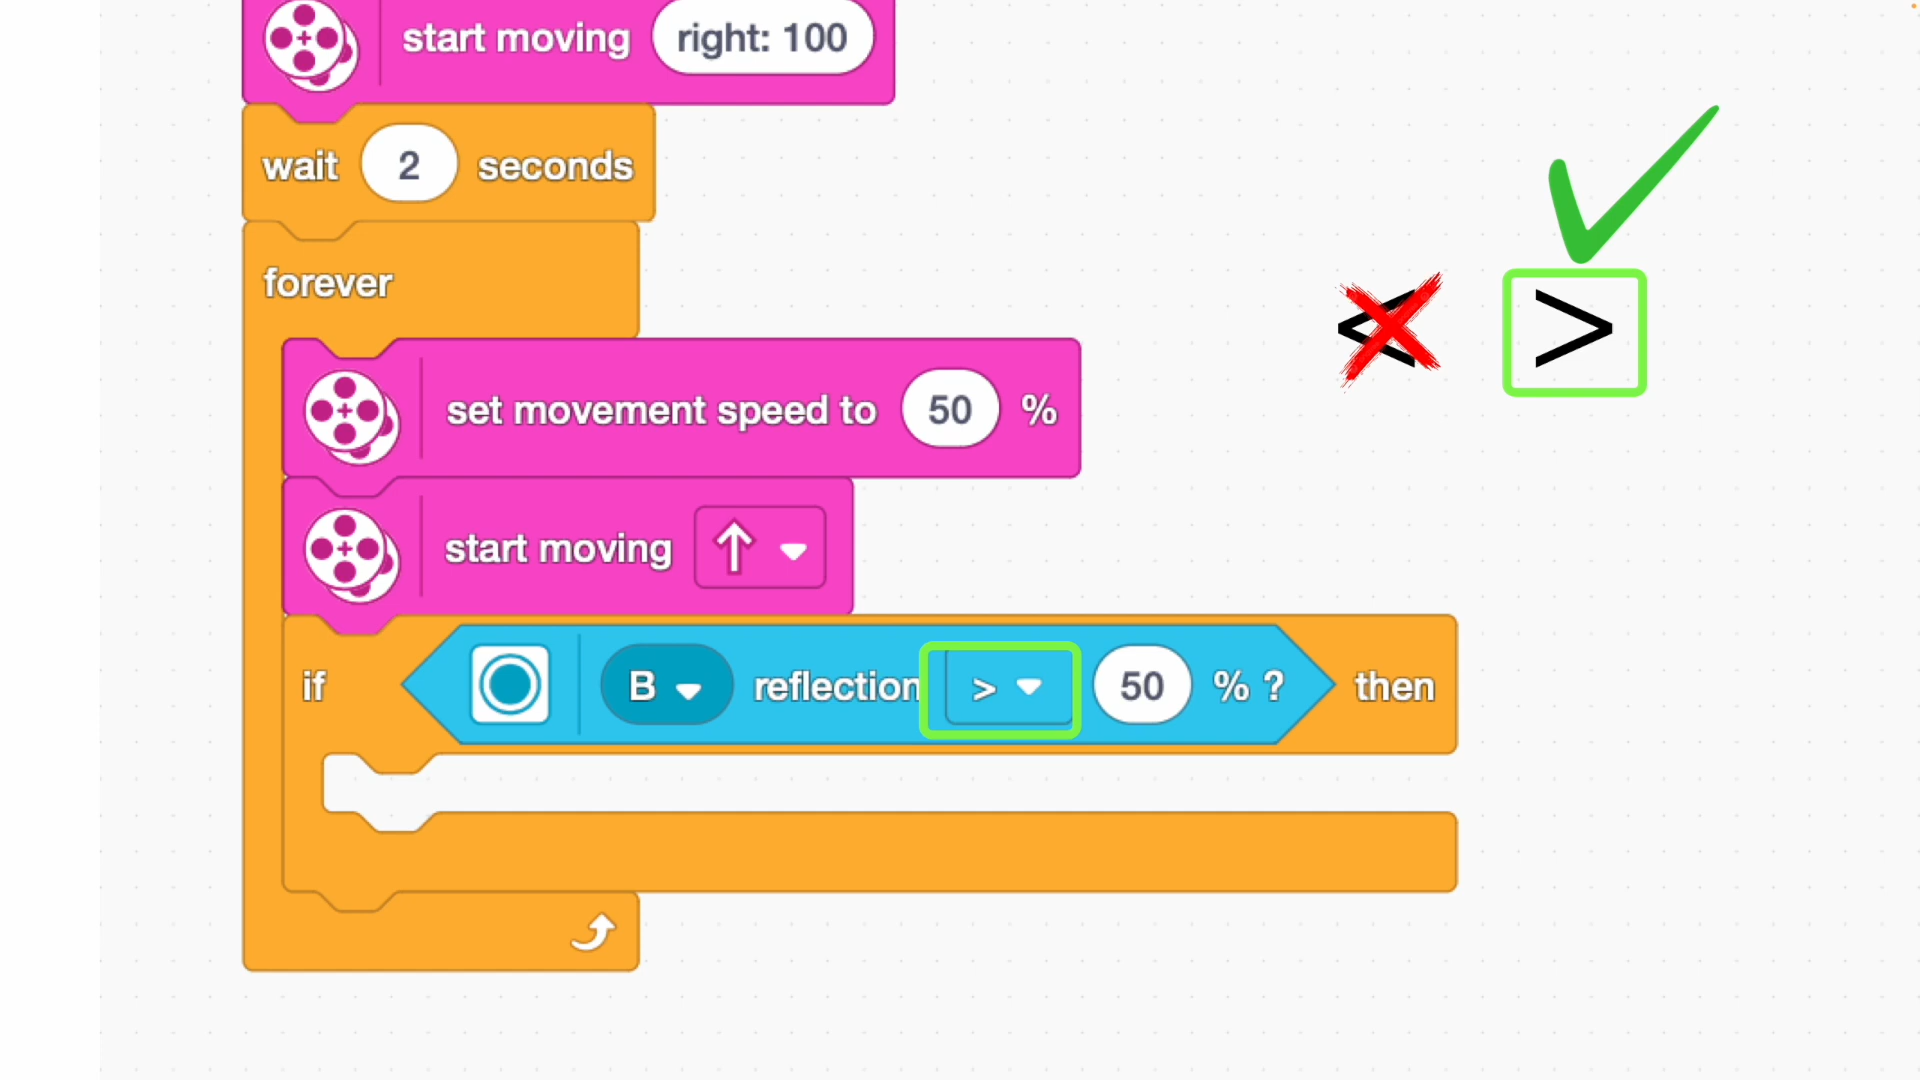 start moving right: 100
wait 2 seconds
forever
set movement speed to 50 %
< >
start moving ↑
if B reflection > 50 % ? then